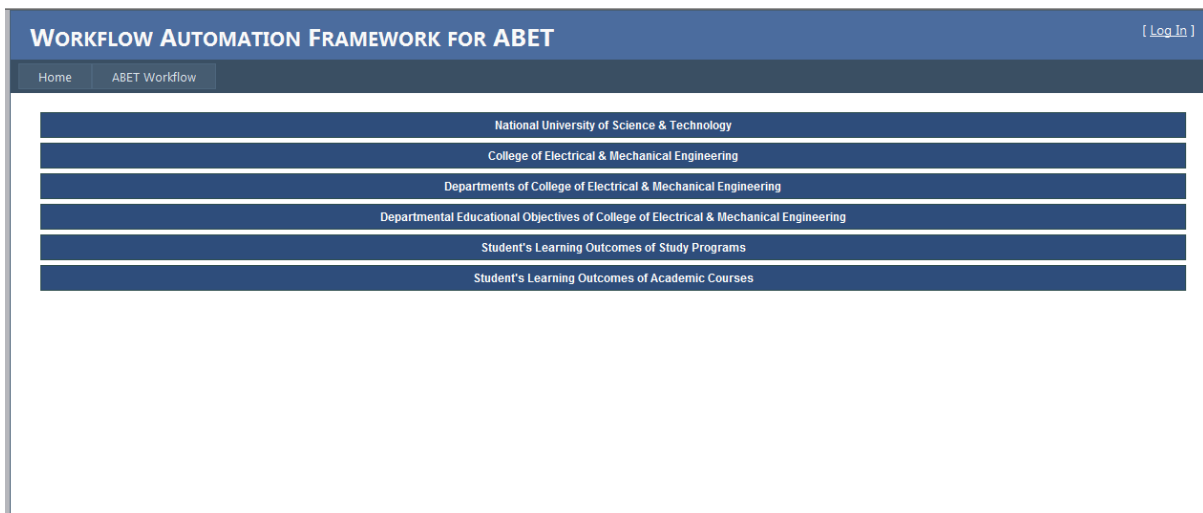 WORKFLOW AUTOMATION FRAMEWORK FOR ABET
[ Log In ]
Home ABET Workflow
National University of Science & Technology
College of Electrical & Mechanical Engineering
Departments of College of Electrical & Mechanical Engineering
Departmental Educational Objectives of College of Electrical & Mechanical Engineering
Student's Learning Outcomes of Study Programs
Student's Learning Outcomes of Academic Courses